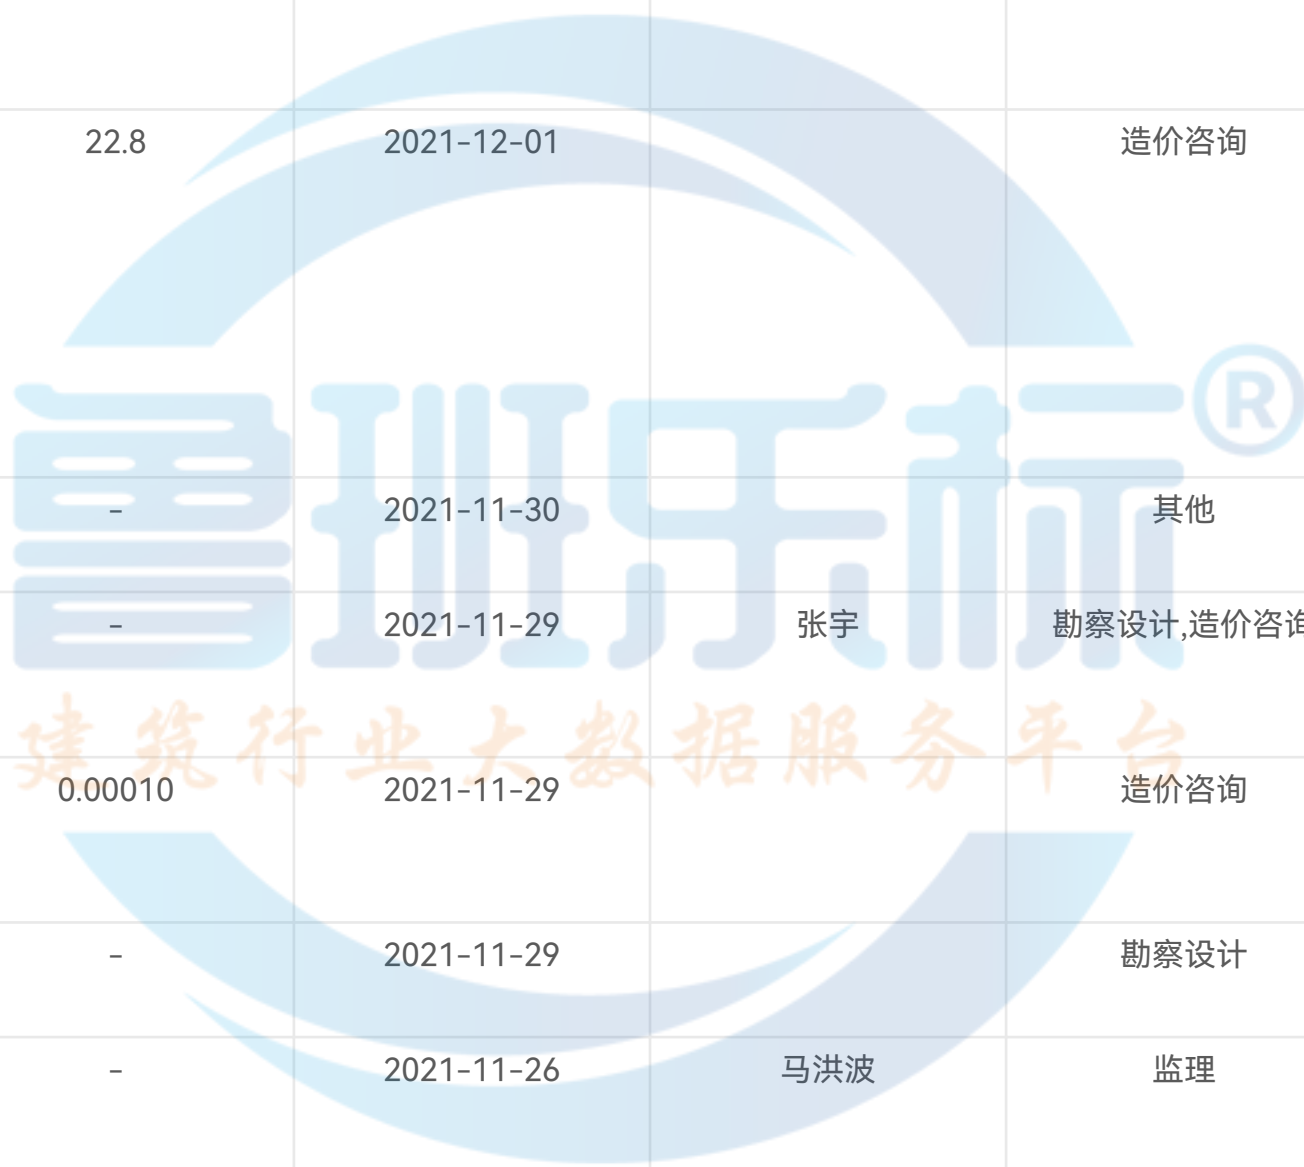 22.8 2021-12-01 造价咨询
鲁班乐标®
- 2021-11-30 其他
- 2021-11-29 张宇 勘察设计,造价咨询
建筑行业大数据服务平台
0.00010 2021-11-29 造价咨询
- 2021-11-29 勘察设计
- 2021-11-26 马洪波 监理